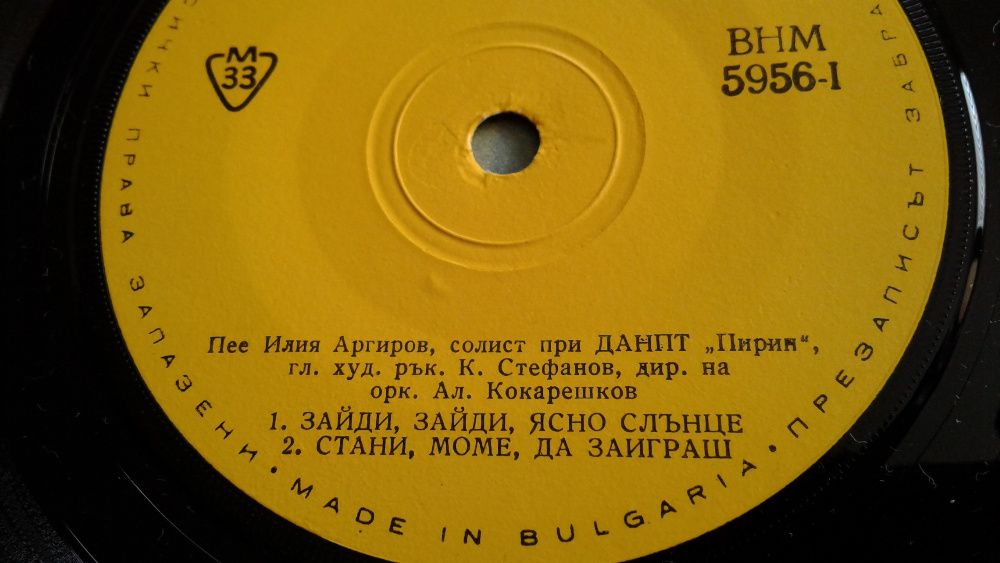 М
33
ВНМ
5956-I
Пее Илия Аргиров, солист при ДАНПТ „Пирин“,
гл. худ. рък. К. Стефанов, дир. на
орк. Ал. Кокарешков
1. ЗАЙДИ, ЗАЙДИ, ЯСНО СЛЪНЦЕ
2. СТАНИ, МОМЕ, ДА ЗАИГРАШ
ПРАВА ЗАПАЗЕНИ • MADE IN BULGARIA • ПРЕЗАПИСЪТ